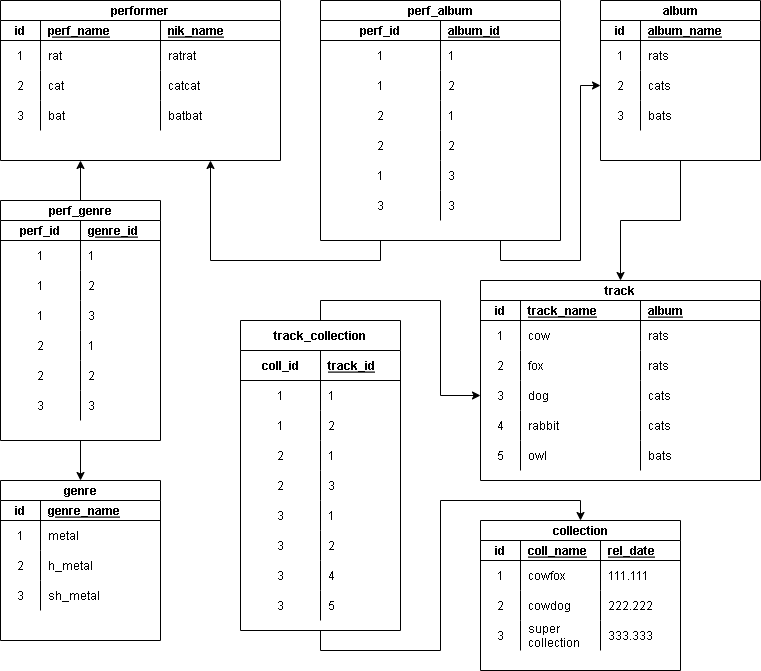 performer
id perf_name nik_name
1 rat ratrat
2 cat catcat
3 bat batbat
perf_album
perf_id album_id
1 1
1 2
2 1
2 2
1 3
3 3
album
id album_name
1 rats
2 cats
3 bats
perf_genre
perf_id genre_id
1 1
1 2
1 3
2 1
2 2
3 3
track_collection
coll_id track_id
1 1
1 2
2 1
2 3
3 1
3 2
3 4
3 5
track
id track_name album
1 cow rats
2 fox rats
3 dog cats
4 rabbit cats
5 owl bats
genre
id genre_name
1 metal
2 h_metal
3 sh_metal
collection
id coll_name rel_date
1 cowfox 111.111
2 cowdog 222.222
3 super collection 333.333